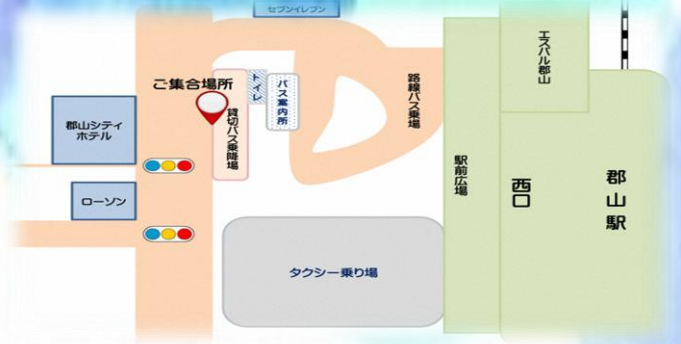 セブンイレブン
エスパル郡山
ご集合場所
トイレ
バス案内所
路線バス乗場
郡山シティ
ホテル
貸切バス乗降場
駅前広場
西口
郡山駅
ローソン
タクシー乗り場